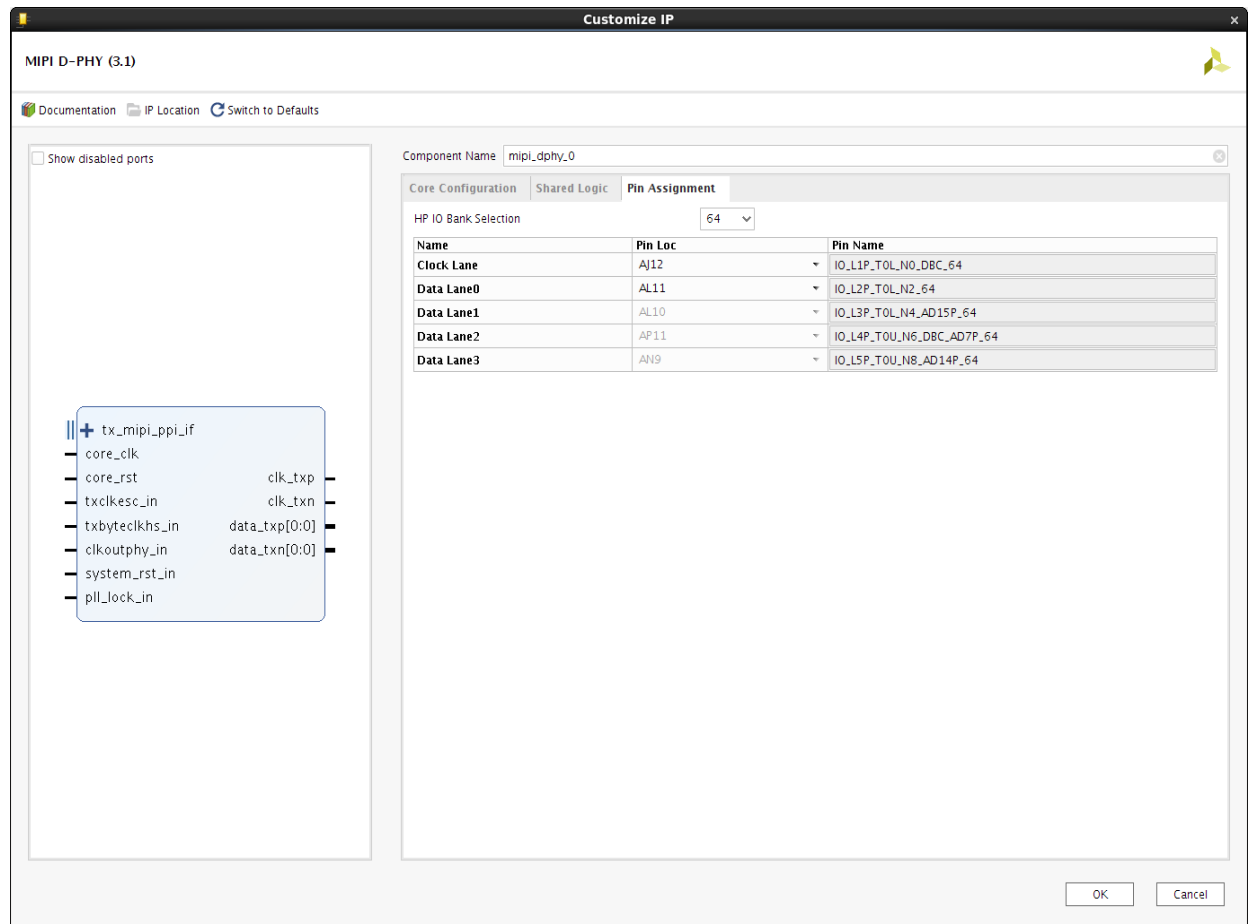 Customize IP
MIPI D-PHY (3.1)
Documentation IP Location Switch to Defaults
Show disabled ports
Component Name mipi_dphy_0
Core Configuration Shared Logic Pin Assignment
HP IO Bank Selection 64
Name Pin Loc Pin Name
Clock Lane AJ12 IO_L1P_T0L_N0_DBC_64
Data Lane0 AL11 IO_L2P_T0L_N2_64
Data Lane1 AL10 IO_L3P_T0L_N4_AD15P_64
Data Lane2 AP11 IO_L4P_T0U_N6_DBC_AD7P_64
Data Lane3 AN9 IO_L5P_T0U_N8_AD14P_64
tx_mipi_ppi_if
core_clk
core_rst clk_txp
txclkesc_in clk_txn
txbyteclkhs_in data_txp[0:0]
clkoutphy_in data_txn[0:0]
system_rst_in
pll_lock_in
OK Cancel